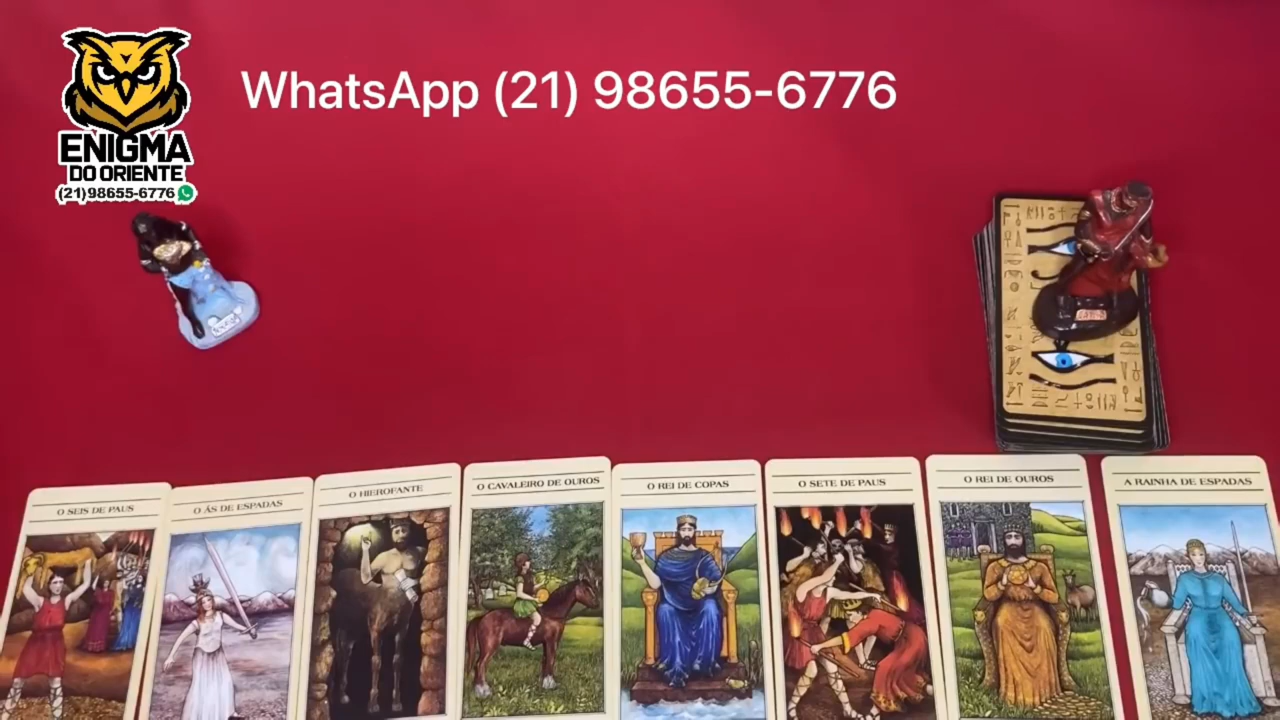 WhatsApp (21) 98655-6776
ENIGMA
DO ORIENTE
(21)98655-6776
O SEIS DE PAUS
O ÁS DE ESPADAS
O HIEROFANTE
O CAVALEIRO DE OUROS
O REI DE COPAS
O SETE DE PAUS
O REI DE OUROS
A RAINHA DE ESPADAS